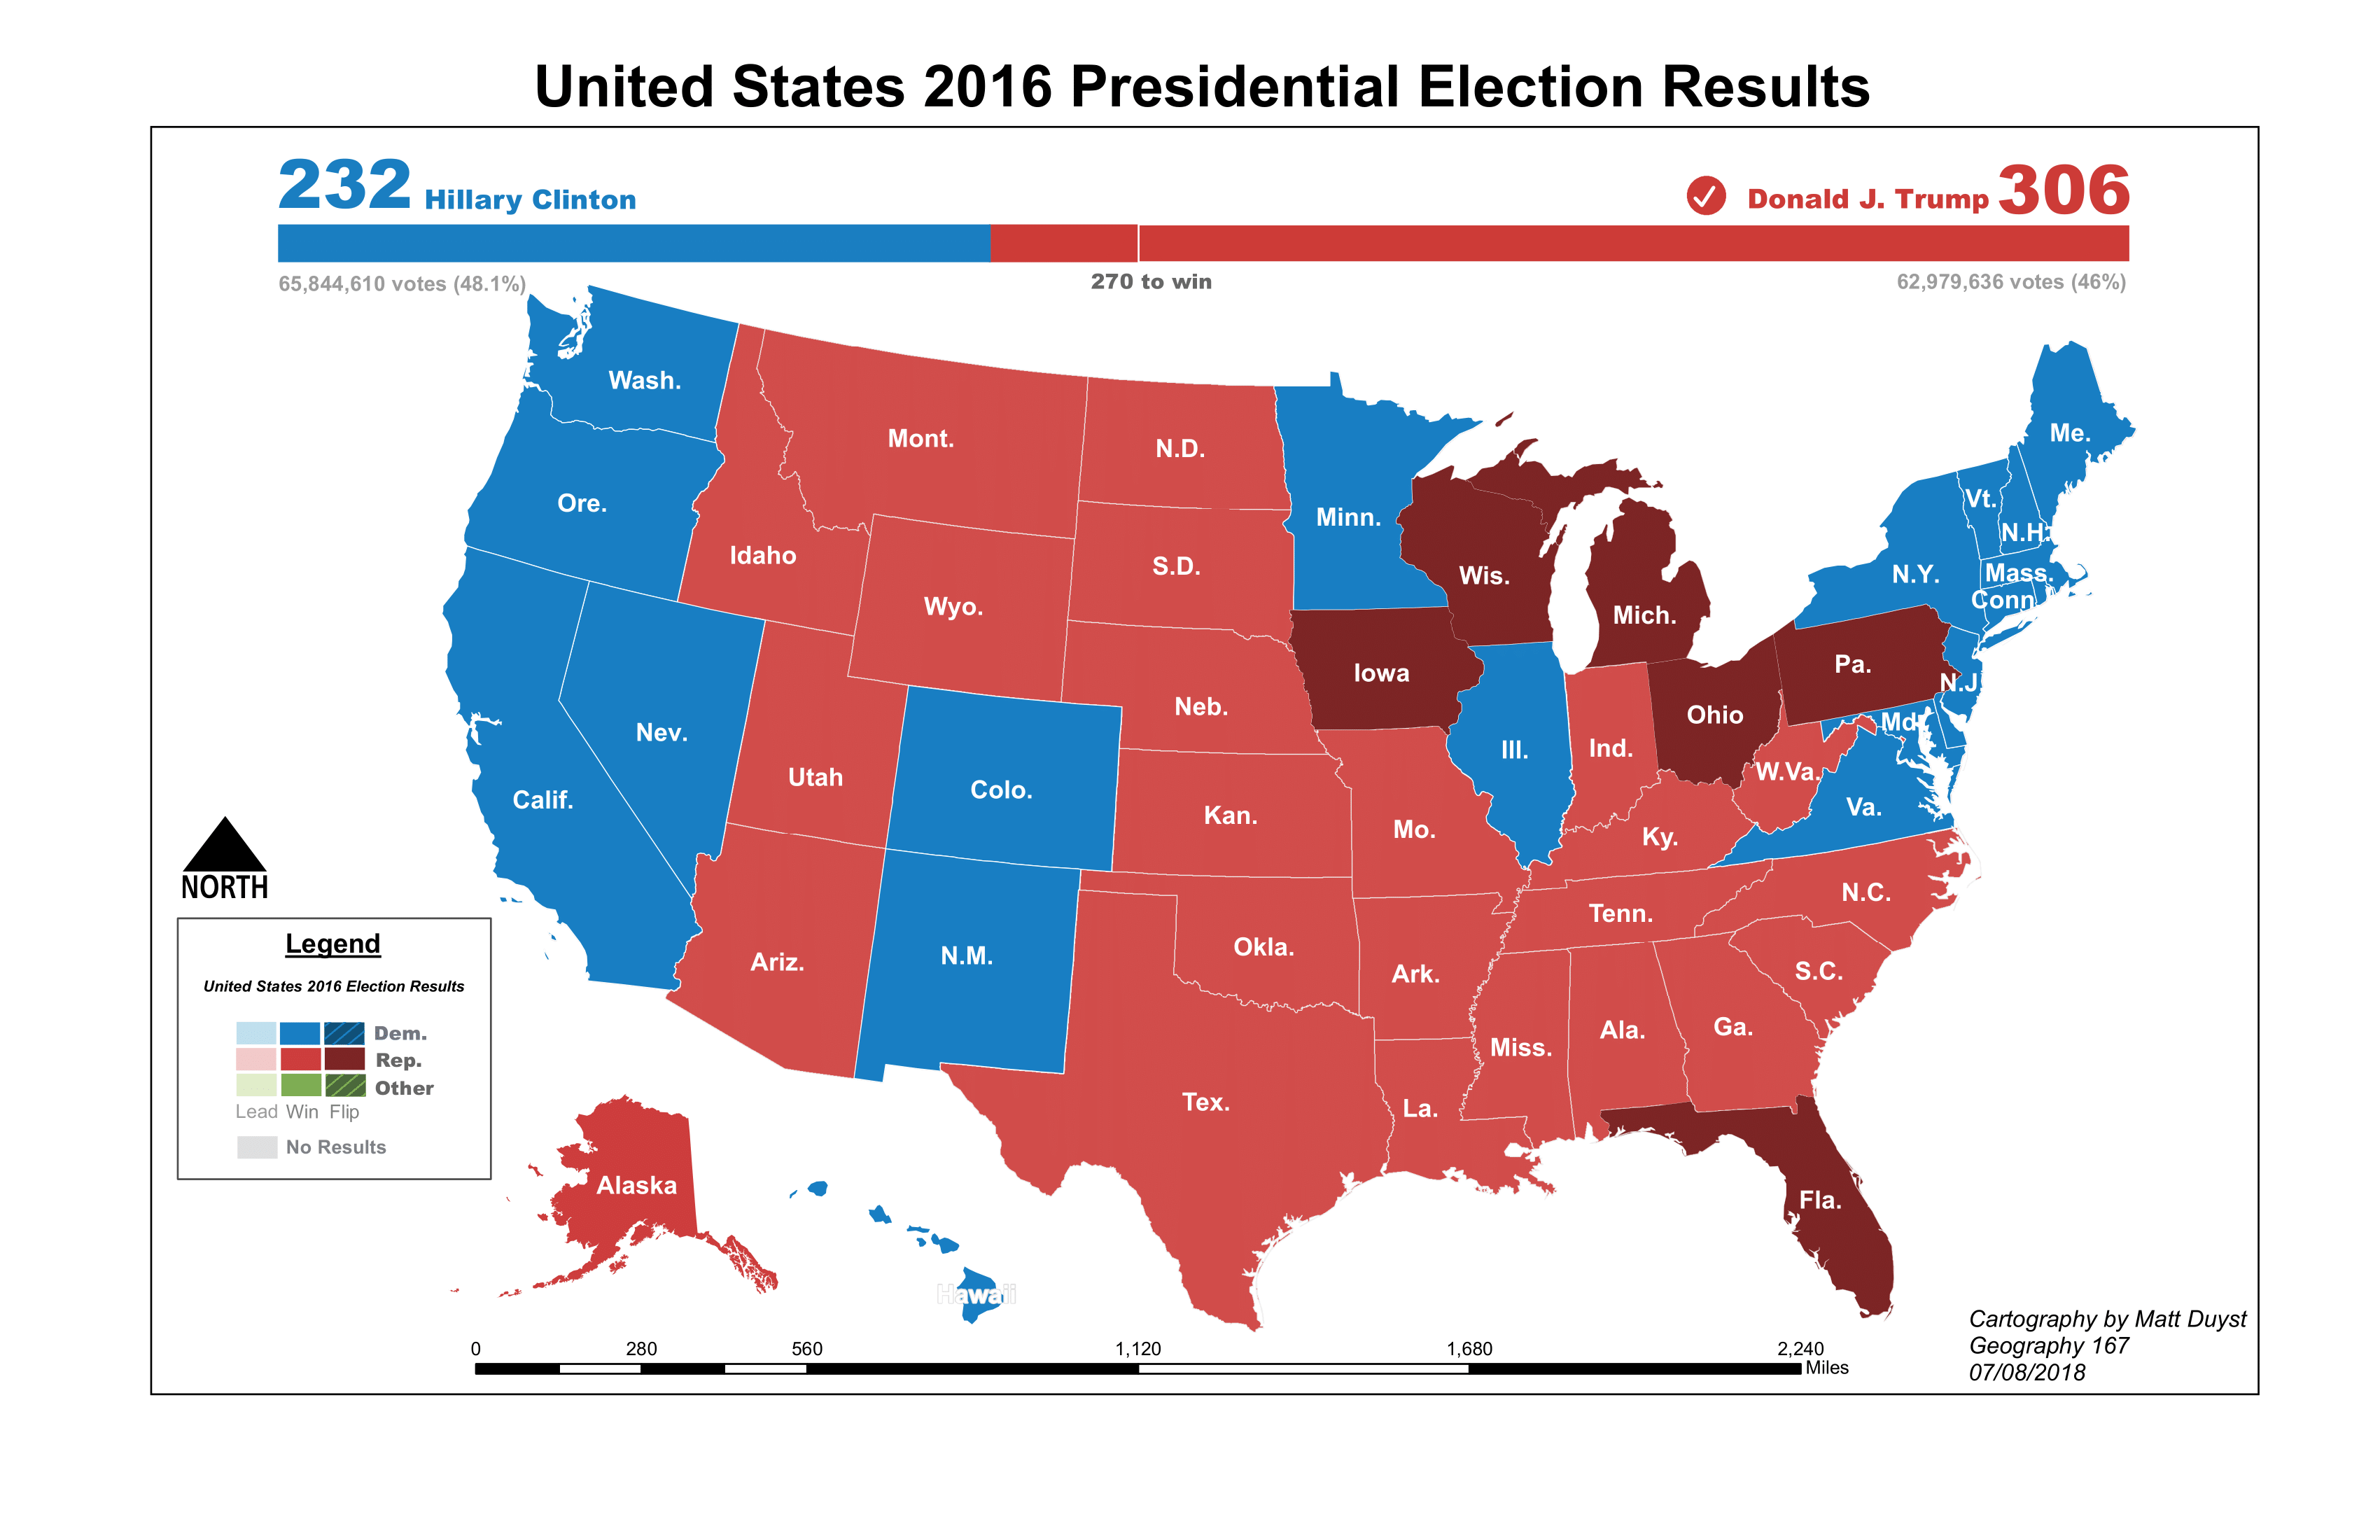 United States 2016 Presidential Election Results
232 Hillary Clinton
Donald J. Trump 306
65,844,610 votes (48.1%)
270 to win
62,979,636 votes (46%)
Wash.
Mont.
N.D.
Minn.
Me.
Ore.
Idaho
Wyo.
S.D.
Wis.
Mich.
Vt.
N.H.
N.Y.
Mass.
Conn
Iowa
Neb.
Pa.
N.J
Nev.
Utah
Colo.
Ill.
Ind.
Ohio
Md
W.Va.
Va.
Calif.
Kan.
Mo.
Ky.
NORTH
Ariz.
N.M.
Okla.
Ark.
Tenn.
N.C.
S.C.
Miss.
Ala.
Ga.
Tex.
La.
Fla.
Alaska
Hawaii
Legend
United States 2016 Election Results
Dem.
Rep.
Other
Lead Win Flip
No Results
0 280 560 1,120 1,680 2,240
Miles
Cartography by Matt Duyst
Geography 167
07/08/2018